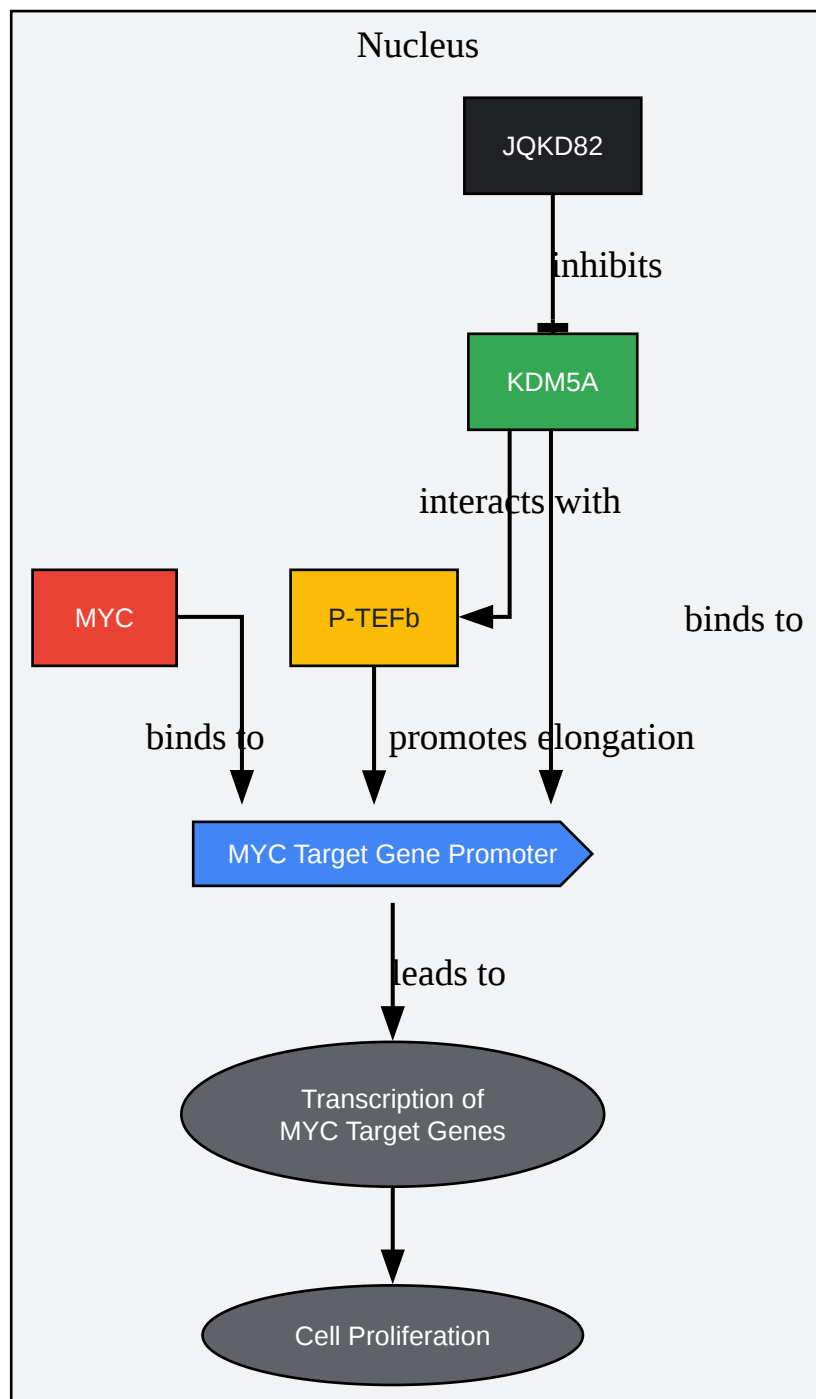 Nucleus
JQKD82
inhibits
KDM5A
interacts with
MYC
P-TEFb
binds to
binds to
promotes elongation
MYC Target Gene Promoter
leads to
Transcription of
MYC Target Genes
Cell Proliferation